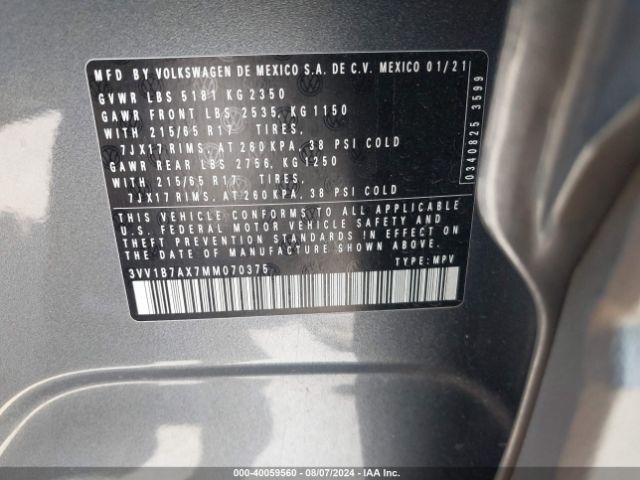 MFD BY VOLKSWAGEN DE MEXICO S.A. DE C.V. MEXICO 01/21
GVWR LBS 5181 KG 2350
GAWR FRONT LBS 2535, KG 1150
WITH 215/65 R17 TIRES,
7JX17 RIMS, AT 260 KPA, 38 PSI COLD
GAWR REAR LBS 2756, KG 1250
WITH 215/65 R17 TIRES,
7JX17 RIMS, AT 260 KPA, 38 PSI COLD
THIS VEHICLE CONFORMS TO ALL APPLICABLE
U.S. FEDERAL MOTOR VEHICLE SAFETY AND
THEFT PREVENTION STANDARDS IN EFFECT ON
THE DATE OF MANUFACTURE SHOWN ABOVE.
3VV1B7AX7MM070375 TYPE: MPV
0340825 3599
000-40059560 - 08/07/2024 - IAA Inc.